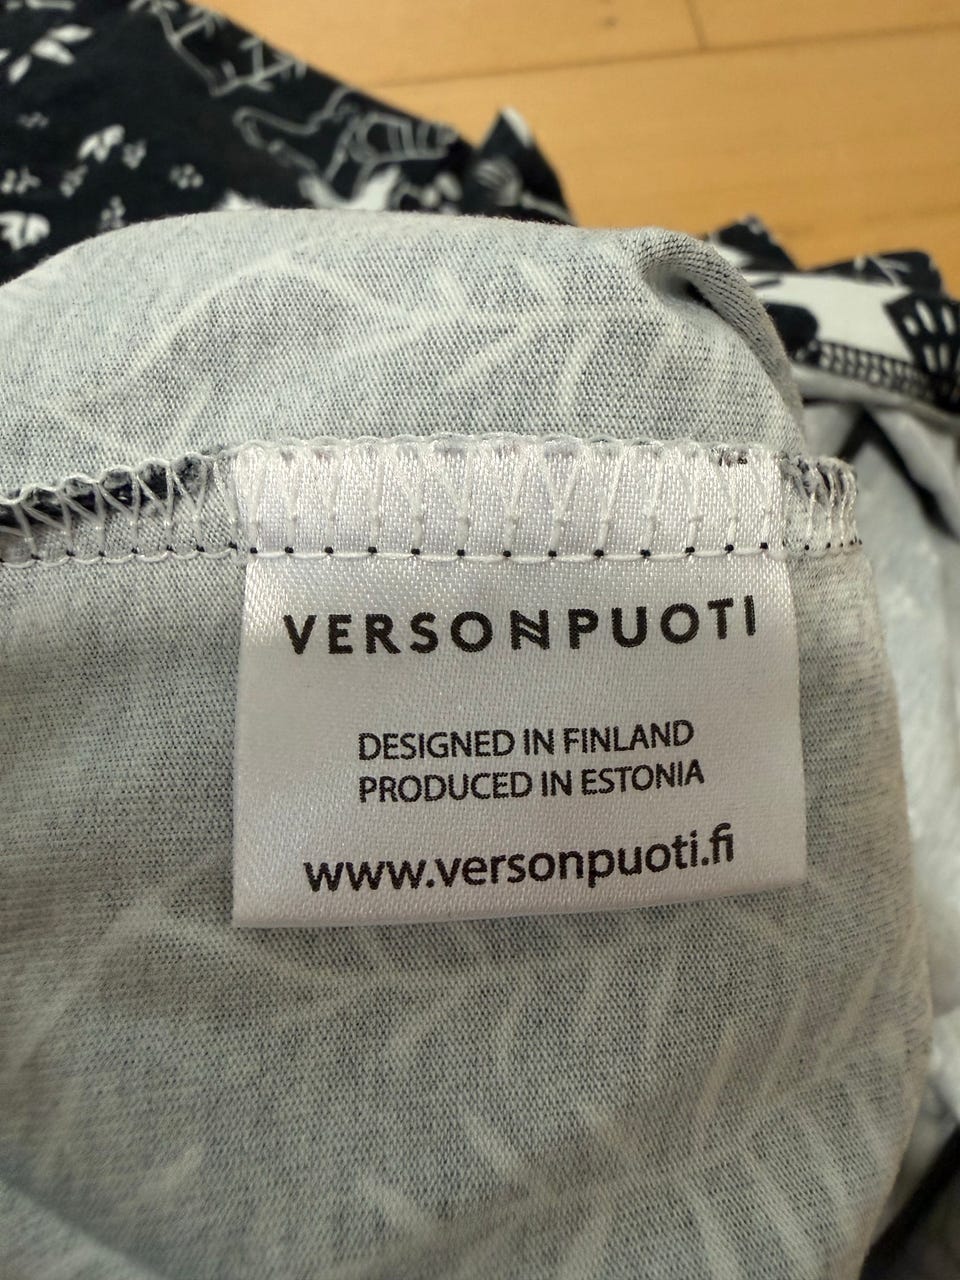 VERSONPUOTI
DESIGNED IN FINLAND
PRODUCED IN ESTONIA
www.versonpuoti.fi